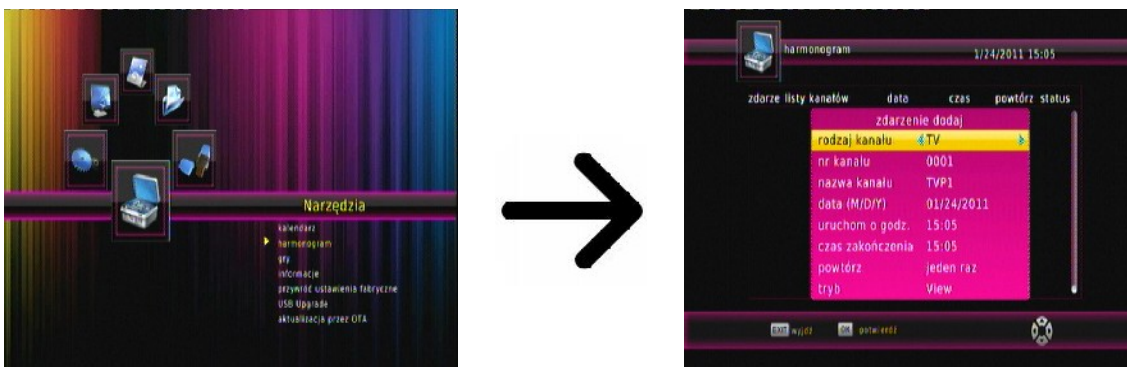 Narzędzia
kalendarz
harmonogram
gry
informacje
przywróć ustawienia fabryczne
USB Upgrade
aktualizacja przez OTA
harmonogram 1/24/2011 15:05
zdarze listy kanałów data czas powtórz status
zdarzenie dodaj
rodzaj kanału TV
nr kanału 0001
nazwa kanału TVP1
data (M/D/Y) 01/24/2011
uruchom o godz. 15:05
czas zakończenia 15:05
powtórz jeden raz
tryb View
EXIT wyjdź OK potwierdź